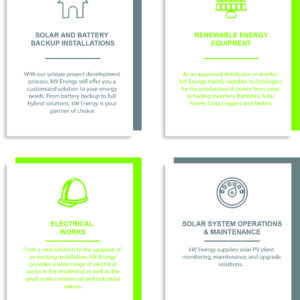 SOLAR AND BATTERY
BACKUP INSTALLATIONS
With our unique project development
process, kW Energy will offer you a
customized solution to your energy
needs. From battery backup to full
hybrid solutions, kW Energy is your
partner of choice.
RENEWABLE ENERGY
EQUIPMENT
As an approved distributor or reseller,
kW Energy mainly supplies technologies
for the production of power from solar,
including Inverters, Batteries, Solar
Panels, Data Loggers and Meters.
ELECTRICAL
WORKS
From a new solution to the upgrade of
an existing installation, kW Energy
provides a wide range of electrical
works to the residential as well as the
small scale commercial and industrial
spaces.
SOLAR SYSTEM OPERATIONS
& MAINTENANCE
kW Energy supplies solar PV plant
monitoring, maintenance and upgrade
solutions.